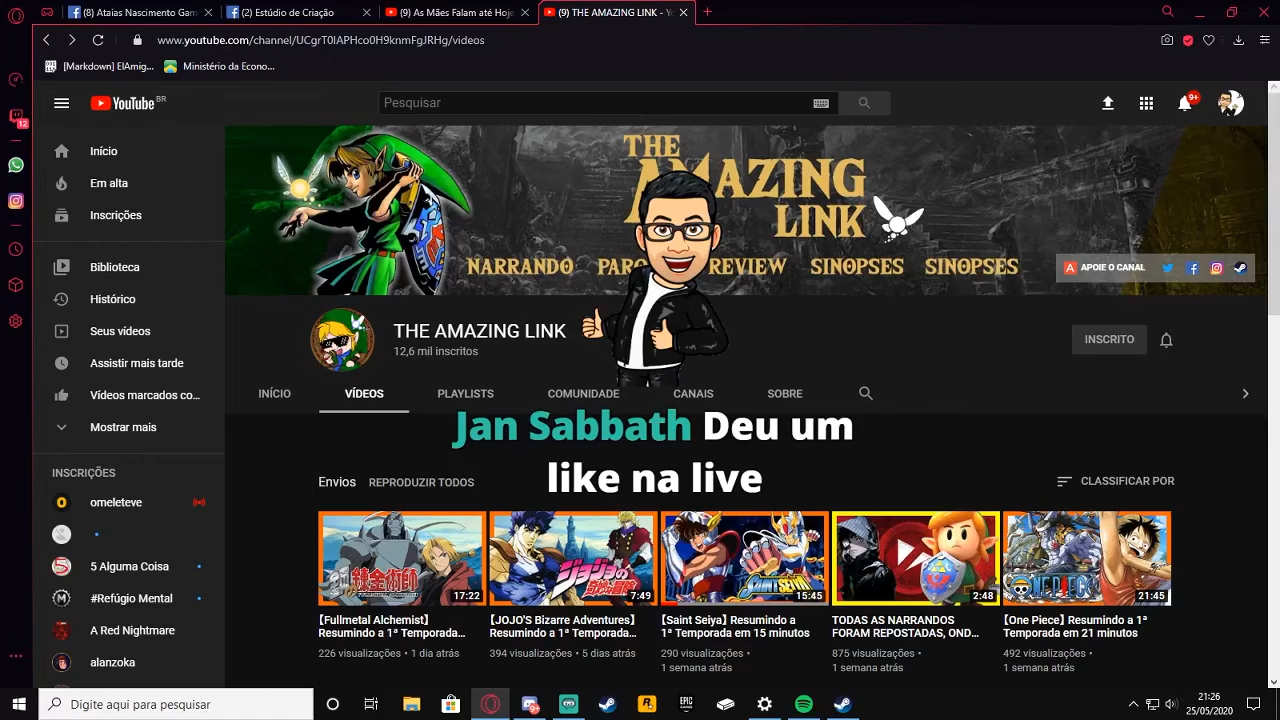 (8) Ataias Nascimento Gam
(2) Estúdio de Criação
(9) As Mães Falam até Hoje
(9) THE AMAZING LINK - Yo
www.youtube.com/channel/UCgrT0lAPHco0H9knmFgJRHg/videos
[Markdown] ElAmig...
Ministério da Econo...
YouTube BR
Pesquisar
9+
12
Início
Em alta
Inscrições
Biblioteca
Histórico
Seus vídeos
Assistir mais tarde
Vídeos marcados co...
Mostrar mais
INSCRIÇÕES
omeleteve
5 Alguma Coisa
#Refúgio Mental
A Red Nightmare
alanzoka
THE
AMAZING
LINK
NARRANDO REVIEW SINOPSES SINOPSES
APOIE O CANAL
THE AMAZING LINK
12,6 mil inscritos
INSCRITO
INÍCIO VÍDEOS PLAYLISTS COMUNIDADE CANAIS SOBRE
Jan Sabbath Deu um
like na live
Envios REPRODUZIR TODOS
CLASSIFICAR POR
17:22
7:49
SAINT SEIYA
15:45
2:48
ONE PIECE
21:45
【Fullmetal Alchemist】
Resumindo a 1ª Temporada...
226 visualizações • 1 dia atrás
【JOJO'S Bizarre Adventures】
Resumindo a 1ª Temporada...
394 visualizações • 5 dias atrás
【Saint Seiya】 Resumindo
a 1ª Temporada em 15 minutos
290 visualizações •
1 semana atrás
TODAS AS NARRANDOS
FORAM REPOSTADAS, OND...
875 visualizações •
1 semana atrás
【One Piece】 Resumindo a 1ª
Temporada em 21 minutos
492 visualizações •
1 semana atrás
Digite aqui para pesquisar
EPIC
21:26
25/05/2020